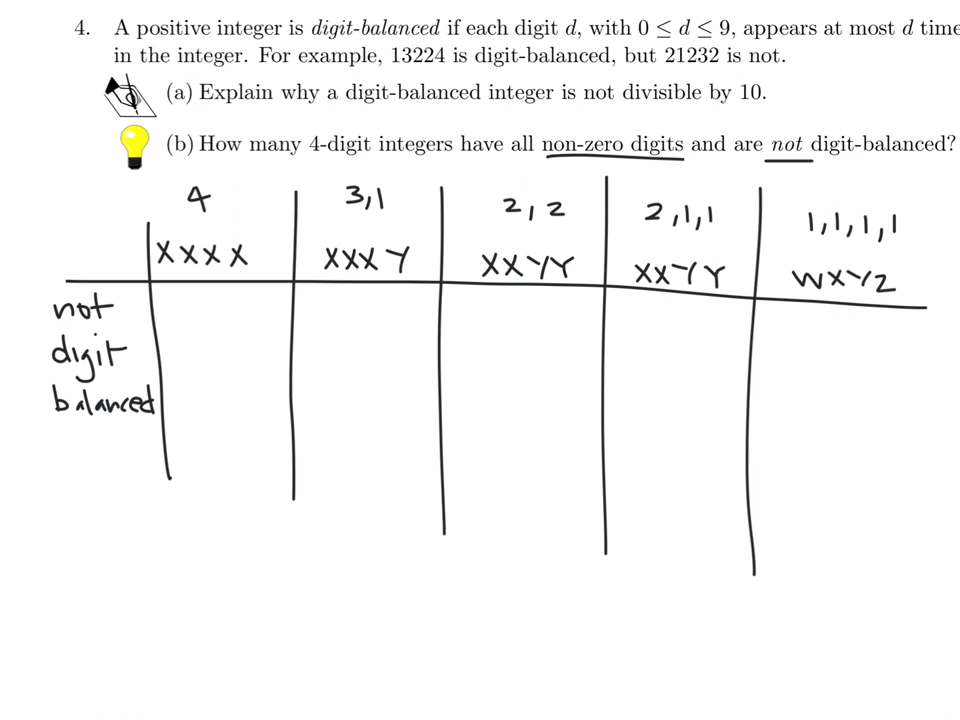 4. A positive integer is digit-balanced if each digit d, with 0 ≤ d ≤ 9, appears at most d time
in the integer. For example, 13224 is digit-balanced, but 21232 is not.
(a) Explain why a digit-balanced integer is not divisible by 10.
(b) How many 4-digit integers have all non-zero digits and are not digit-balanced?
4 3,1 2,2 2,1,1 1,1,1,1
XXXX XXXY XXYY XXYY WXYZ
not
digit
balanced